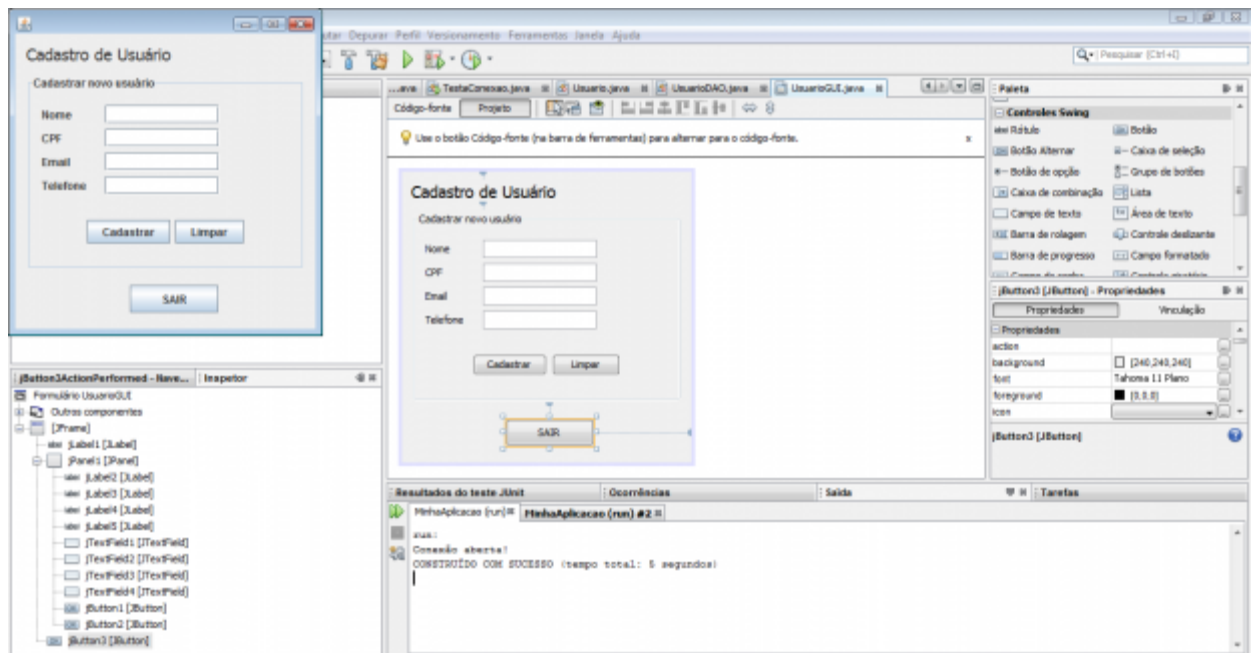 Cadastro de Usuário
Cadastrar novo usuário
Nome
CPF
Email
Telefone
Cadastrar Limpar
SAIR
utar Depurar Perfil Versionamento Ferramentas Janela Ajuda
Pesquisar (Ctrl+I)
...ava TestaConexao.java Usuario.java UsuarioDAO.java UsuarioGUI.java
Código-fonte Projeto
Use o botão Código-fonte (na barra de ferramentas) para alternar para o código-fonte. x
Cadastro de Usuário
Cadastrar novo usuário
Nome
CPF
Email
Telefone
Cadastrar Limpar
SAIR
Paleta
Controles Swing
Rótulo Botão
Botão Alternar Caixa de seleção
Botão de opção Grupo de botões
Caixa de combinação Lista
Campo de texto Área de texto
Barra de rolagem Controle deslizante
Barra de progresso Campo formatado
Campo de senha Controle giratório
jButton3 [JButton] - Propriedades
Propriedades Vinculação
Propriedades
action
background [240,240,240]
font Tahoma 11 Plano
foreground [0,0,0]
icon
jButton3 [JButton]
jButton3ActionPerformed - Nave... Inspetor
Formulário UsuarioGUI
Outros componentes
[JFrame]
jLabel1 [JLabel]
jPanel1 [JPanel]
jLabel2 [JLabel]
jLabel3 [JLabel]
jLabel4 [JLabel]
jLabel5 [JLabel]
jTextField1 [JTextField]
jTextField2 [JTextField]
jTextField3 [JTextField]
jTextField4 [JTextField]
jButton1 [JButton]
jButton2 [JButton]
jButton3 [JButton]
Resultados do teste JUnit Ocorrências Saída Tarefas
MinhaAplicacao (run) MinhaAplicacao (run) #2
run:
Conexão aberta!
CONSTRUÍDO COM SUCESSO (tempo total: 5 segundos)